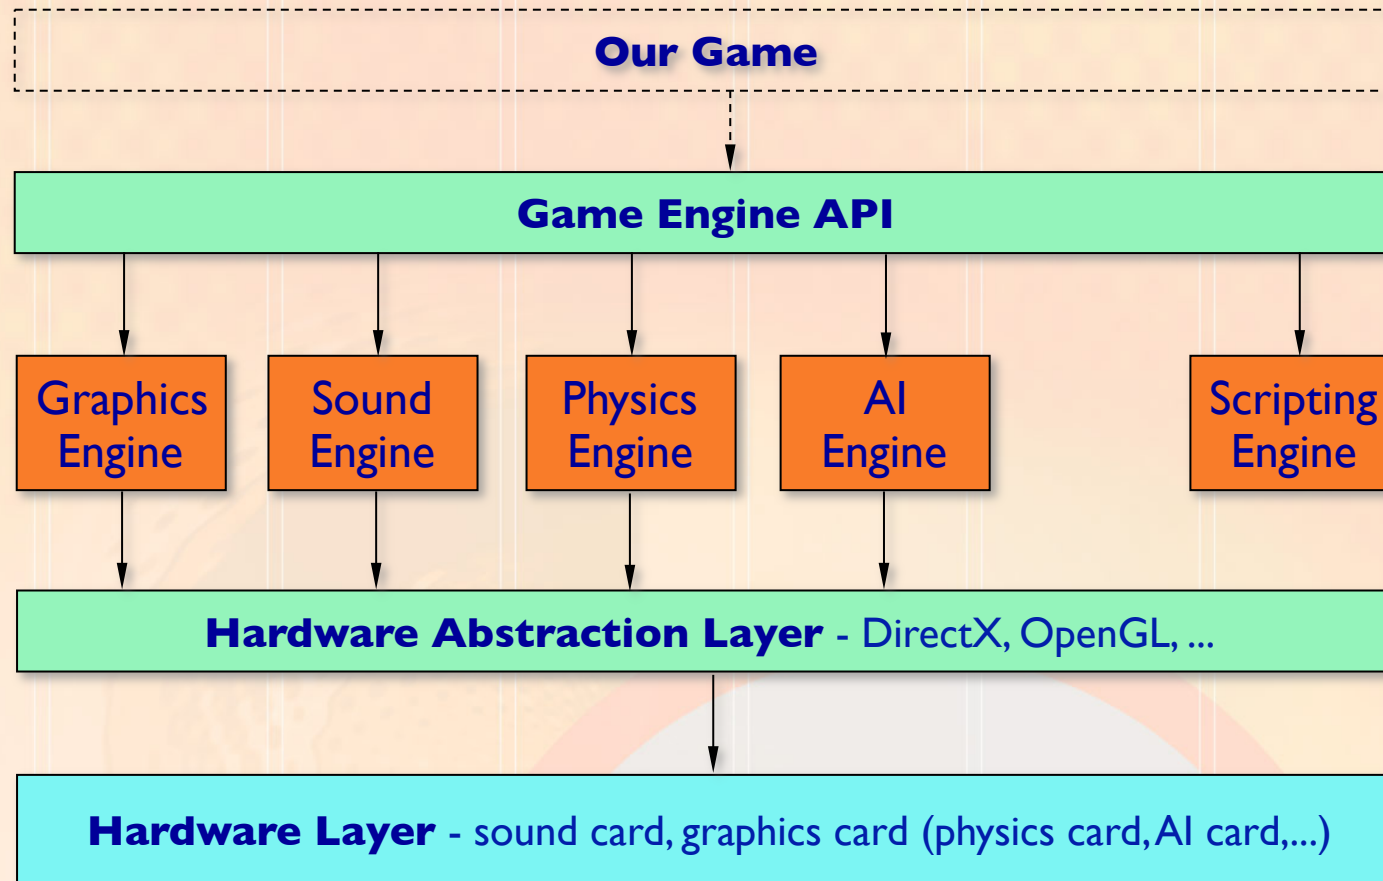 Our Game
Game Engine API
Graphics
Engine
Sound
Engine
Physics
Engine
AI
Engine
Scripting
Engine
Hardware Abstraction Layer - DirectX, OpenGL, ...
Hardware Layer - sound card, graphics card (physics card, AI card,...)